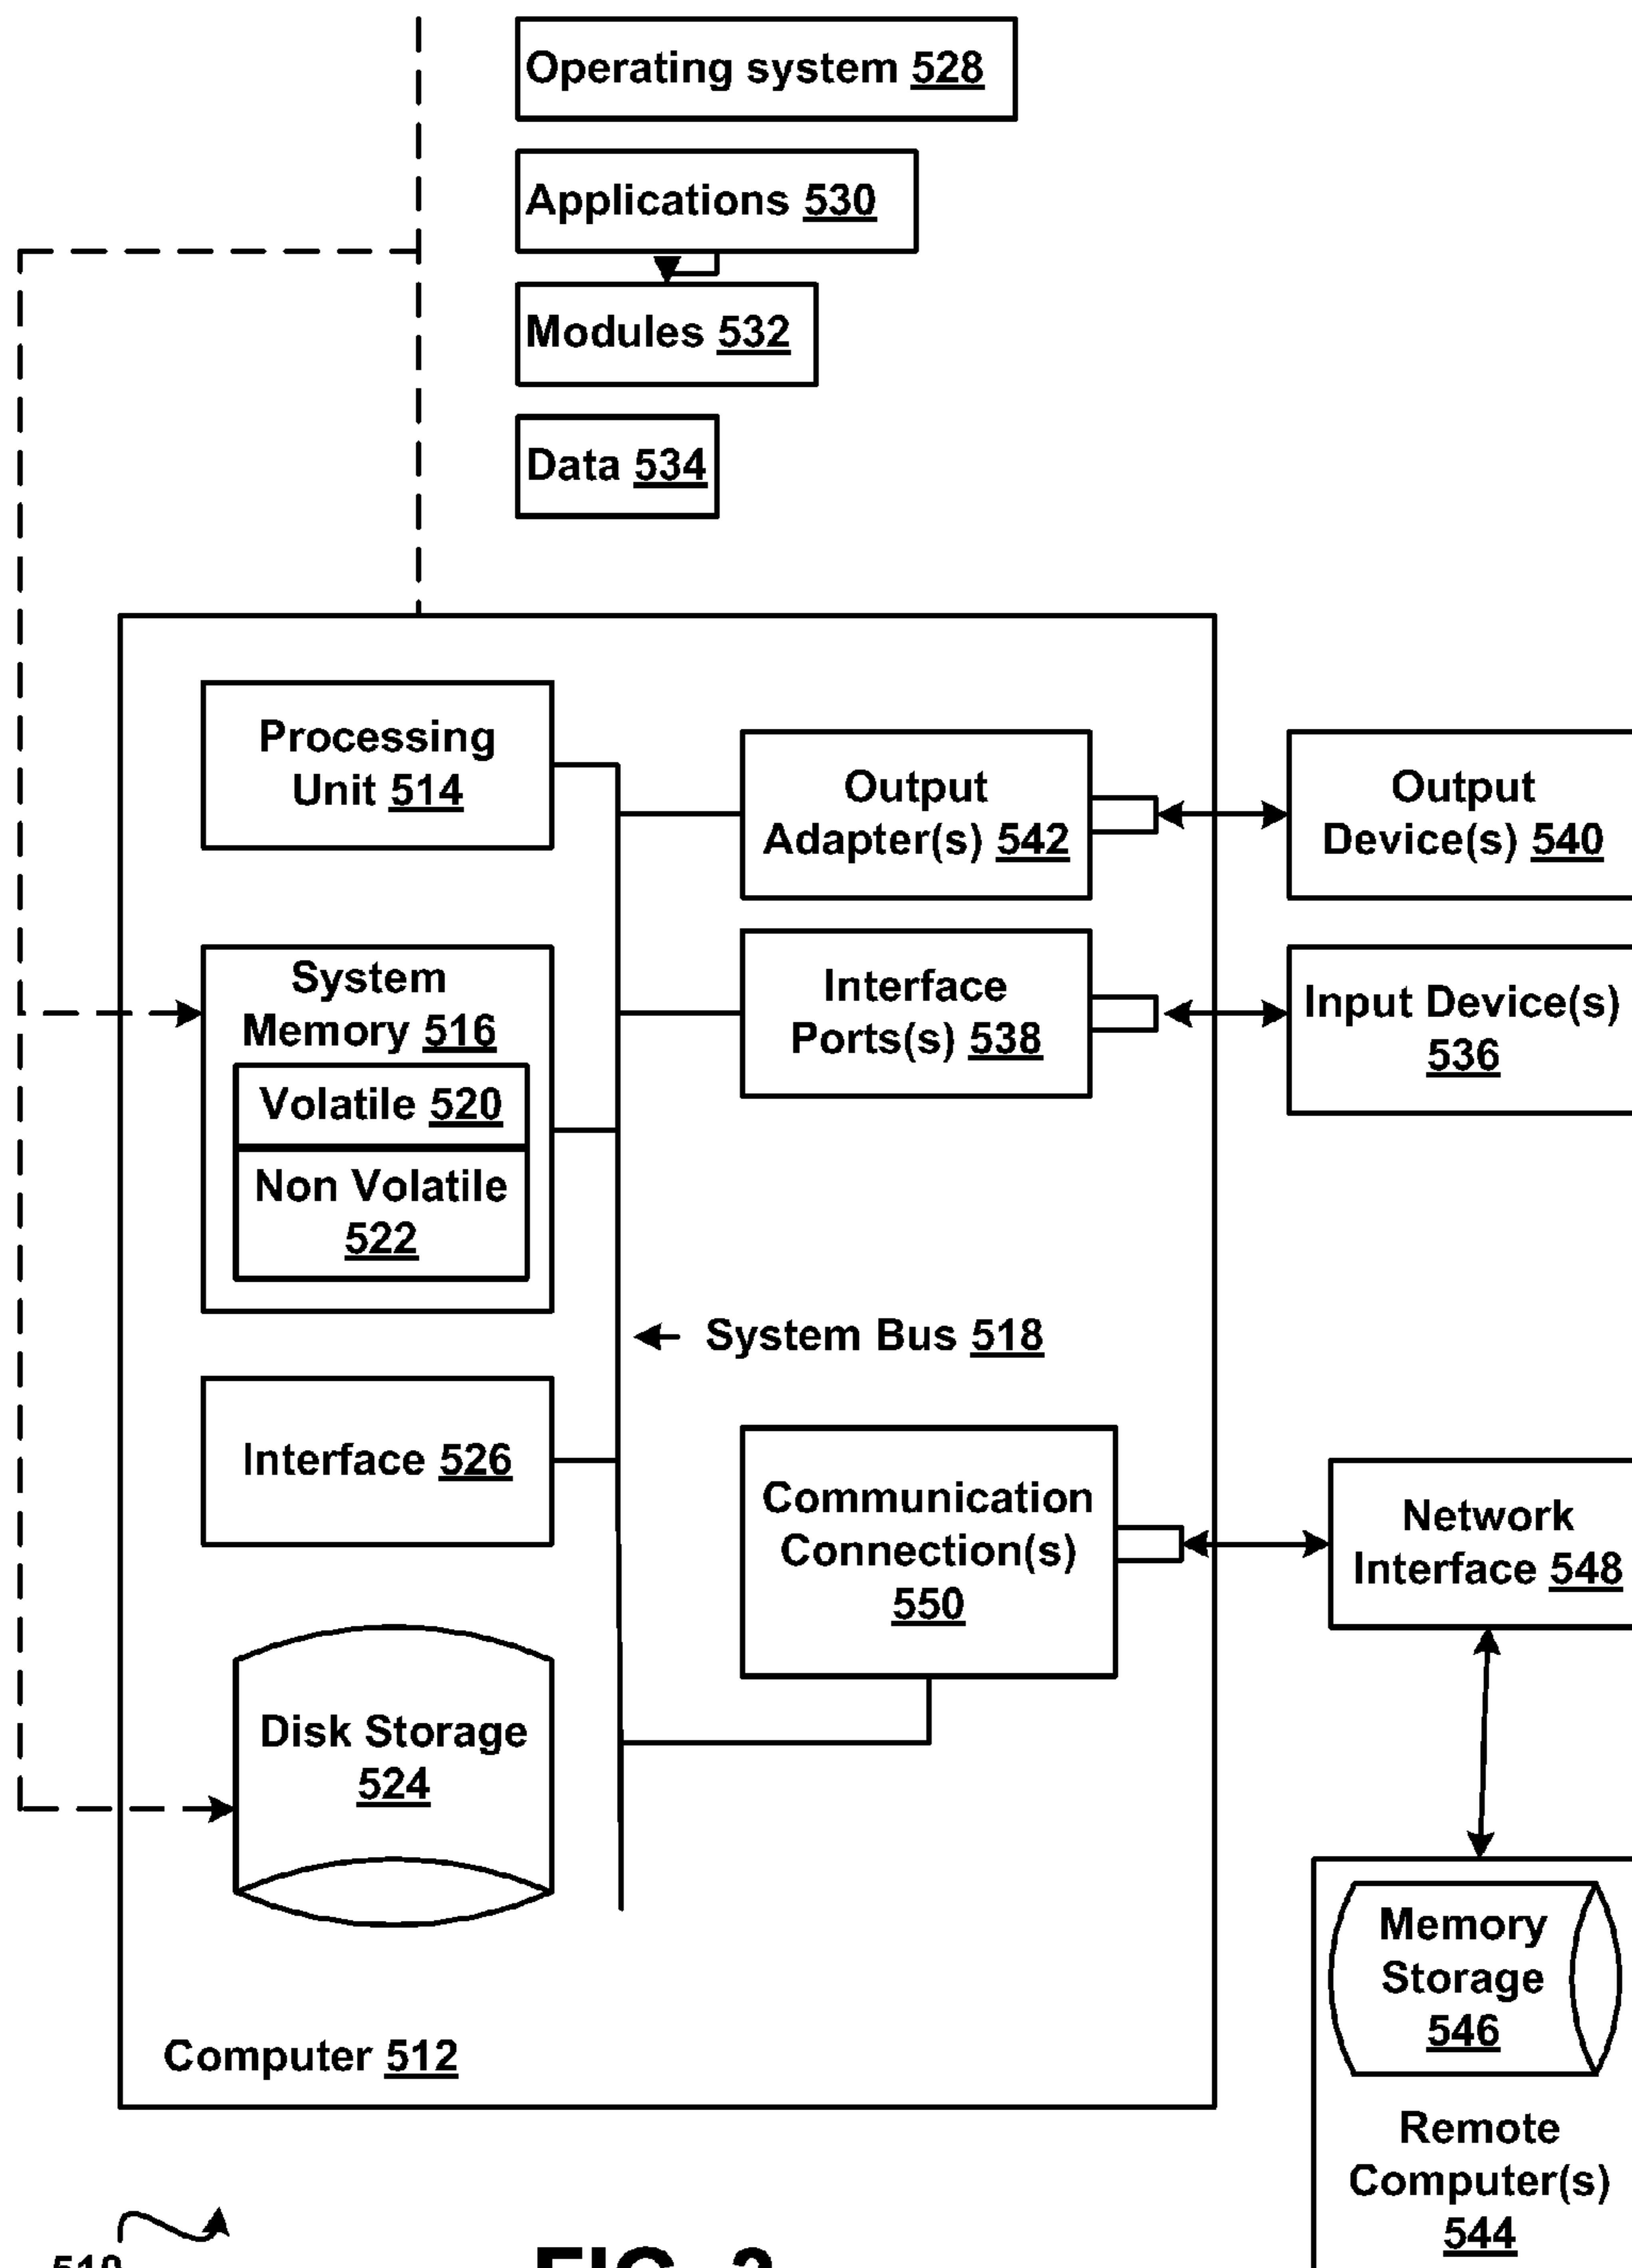 Operating system 528
Applications 530
Modules 532
Data 534
Processing
Unit 514
Output
Adapter(s) 542
Output
Device(s) 540
System
Memory 516
Volatile 520
Non Volatile
522
Interface
Ports(s) 538
Input Device(s)
536
System Bus 518
Interface 526
Communication
Connection(s)
550
Network
Interface 548
Disk Storage
524
Memory
Storage
546
Computer 512
Remote
Computer(s)
544
FIG.